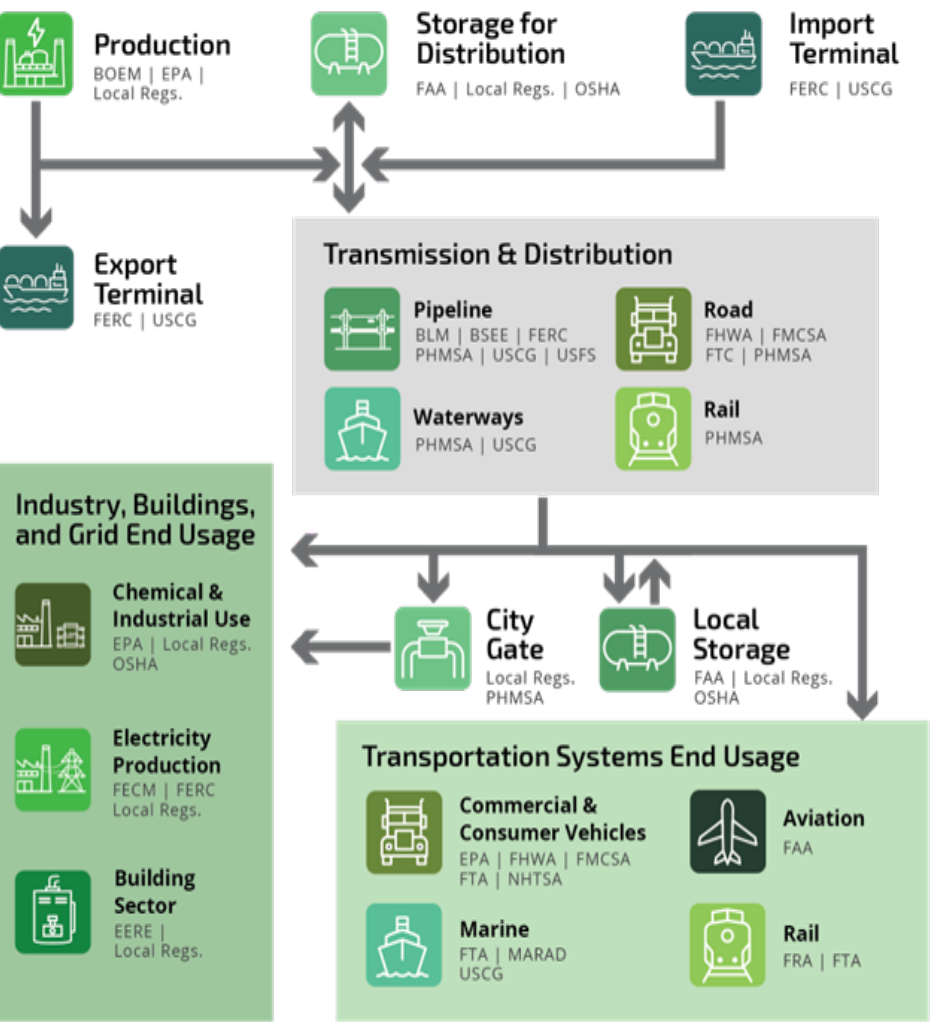 Production
BOEM | EPA |
Local Regs.
Storage for
Distribution
FAA | Local Regs. | OSHA
Import
Terminal
FERC | USCG
Export
Terminal
FERC | USCG
Transmission & Distribution
Pipeline
BLM | BSEE | FERC
PHMSA | USCG | USFS
Road
FHWA | FMCSA
FTC | PHMSA
Waterways
PHMSA | USCG
Rail
PHMSA
Industry, Buildings,
and Grid End Usage
Chemical &
Industrial Use
EPA | Local Regs.
OSHA
Electricity
Production
FECM | FERC
Local Regs.
Building
Sector
EERE |
Local Regs.
City
Gate
Local Regs.
PHMSA
Local
Storage
FAA | Local Regs.
OSHA
Transportation Systems End Usage
Commercial &
Consumer Vehicles
EPA | FHWA | FMCSA
FTA | NHTSA
Aviation
FAA
Marine
FTA | MARAD
USCG
Rail
FRA | FTA